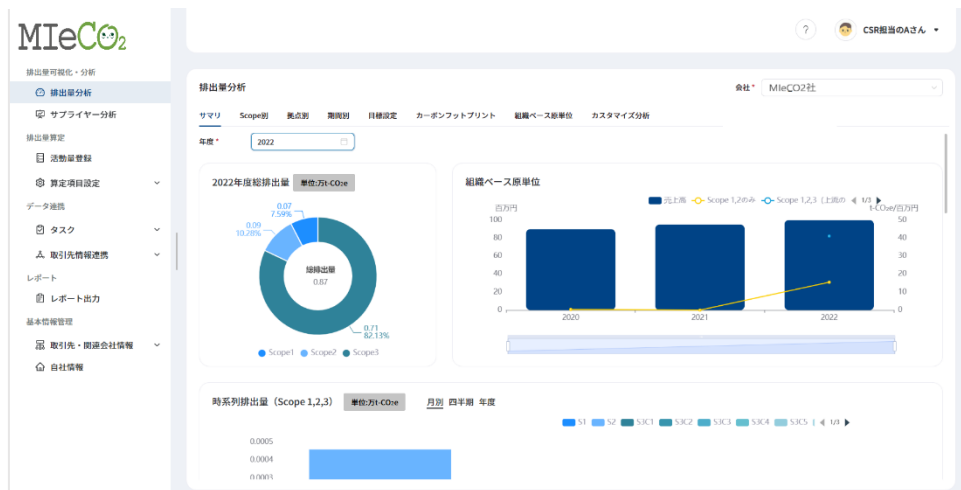 MIeCO2
? CSR担当のAさん
排出量可視化・分析
排出量分析
サプライヤー分析
排出量算定
活動量登録
算定項目設定
データ連携
タスク
取引先情報連携
レポート
レポート出力
基本情報管理
取引先・関連会社情報
自社情報
排出量分析
会社* MIeCO2社
サマリ Scope別 拠点別 期間別 目標設定 カーボンフットプリント 組織ベース原単位 カスタマイズ分析
年度* 2022
2022年度総排出量 単位:万t-CO2e
0.07
7.59%
0.09
10.28%
総排出量
0.87
0.71
82.13%
Scope1 Scope2 Scope3
組織ベース原単位
売上高 Scope 1,2のみ Scope 1,2,3 (上流の 1/3
百万円
t-CO2e/百万円
100 50
80 40
60 30
40 20
20 10
0 0
2020 2021 2022
時系列排出量（Scope 1,2,3） 単位:万t-CO2e 月別 四半期 年度
S1 S2 S3C1 S3C2 S3C3 S3C4 S3C5 1/3
0.0005
0.0004
0.0003